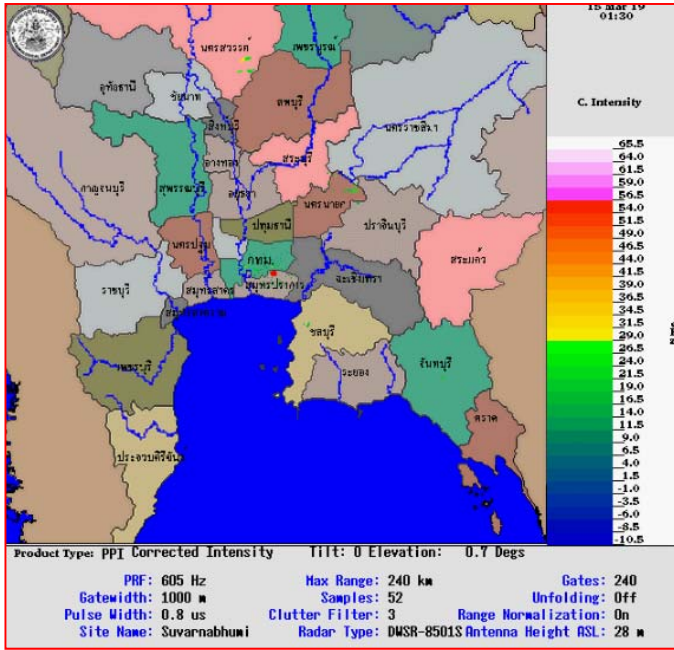 15 mar 19
01:30
C. Intensity
นครสวรรค์
เพชรบูรณ์
อุทัยธานี
ชัยนาท
ลพบุรี
สิงห์บุรี
นครราชสีมา
อ่างทอง
สระบุรี
กาญจนบุรี
สุพรรณบุรี
อยุธยา
นครนายก
ปราจีนบุรี
ปทุมธานี
นครปฐม
สระแก้ว
กทม.
ราชบุรี
สมุทรสาคร
สมุทรปราการ
ฉะเชิงเทรา
ชลบุรี
เพชรบุรี
ระยอง
จันทบุรี
ตราด
ประจวบคีรีขัน
65.5
64.0
61.5
59.0
56.5
54.0
51.5
49.0
46.5
44.0
41.5
39.0
36.5
34.0
31.5
29.0
26.5
24.0
21.5
19.0
16.5
14.0
11.5
9.0
6.5
4.0
1.5
-1.0
-3.5
-6.0
-8.5
-10.5
Product Type: PPI Corrected Intensity Tilt: 0 Elevation: 0.7 Degs
PRF: 605 Hz Max Range: 240 km Gates: 240
Gatewidth: 1000 m Samples: 52 Unfolding: Off
Pulse Width: 0.8 us Clutter Filter: 3 Range Normalization: On
Site Name: Suvarnabhumi Radar Type: DWSR-8501S Antenna Height ASL: 28 m